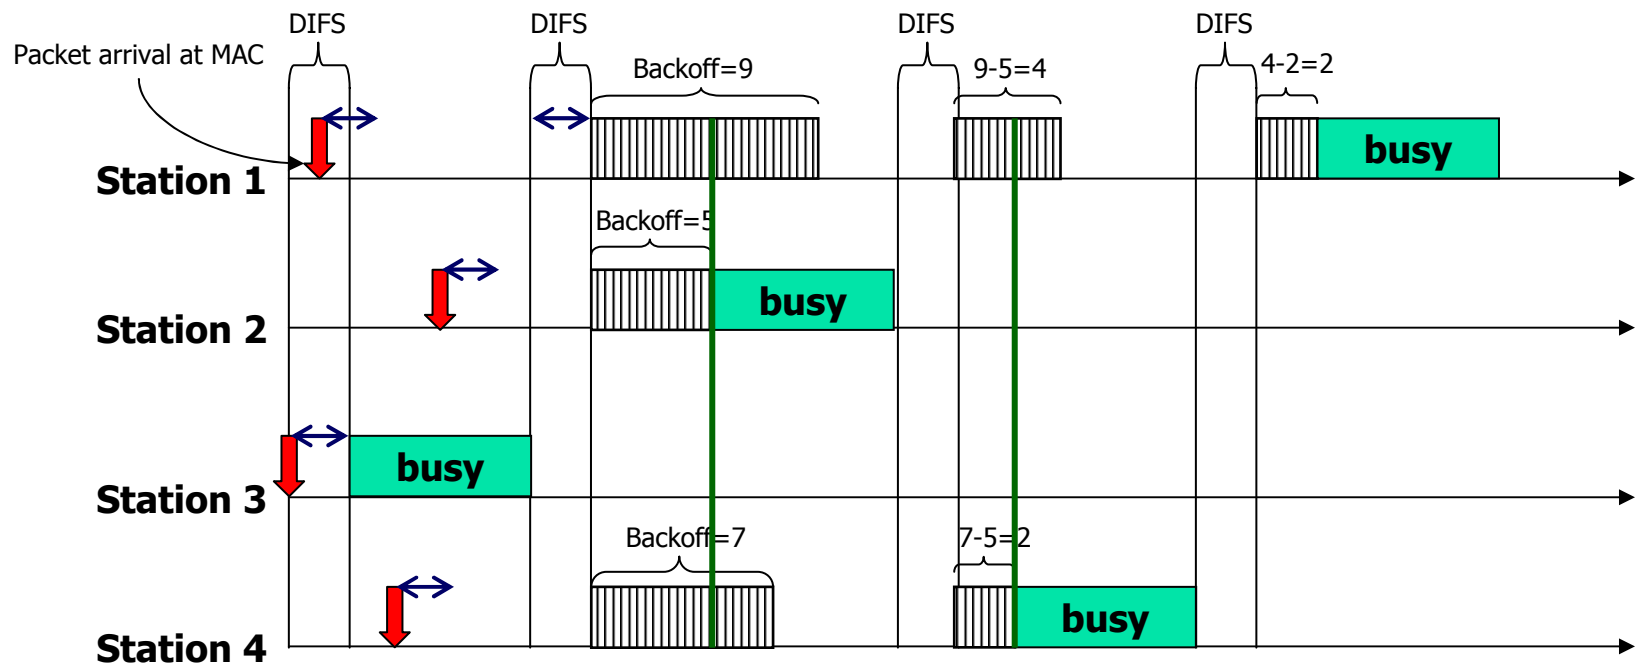 DIFS DIFS DIFS DIFS
Packet arrival at MAC
Backoff=9 9-5=4 4-2=2
busy
Station 1
Backoff=5
busy
Station 2
busy
Station 3
Backoff=7 7-5=2
busy
Station 4